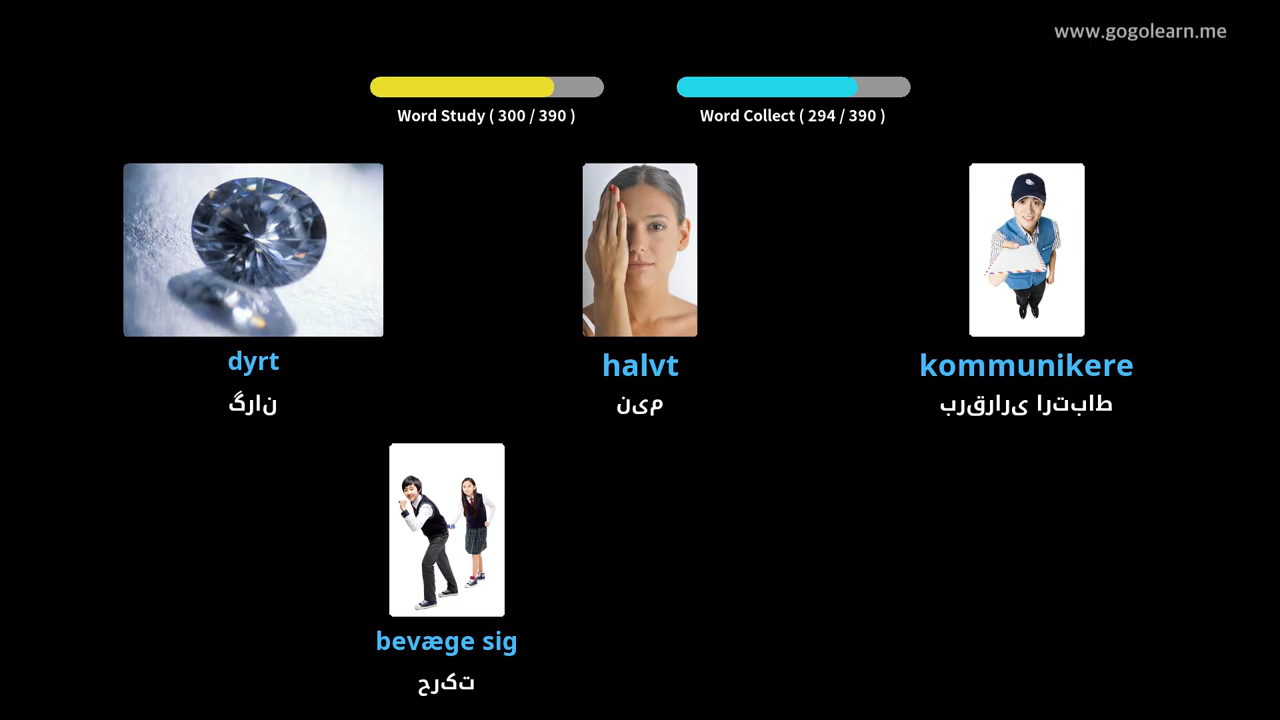 www.gogolearn.me
Word Study ( 300 / 390 )
Word Collect ( 294 / 390 )
dyrt
نارگ
halvt
مین
kommunikere
طابترا یرارقرب
bevæge sig
تکرح